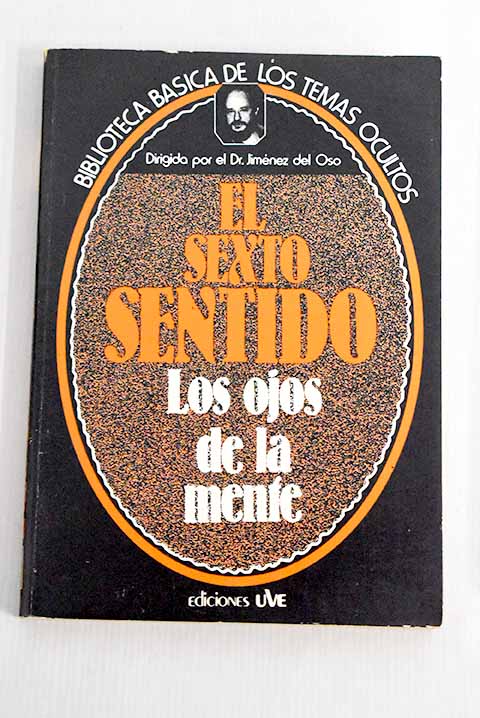 BIBLIOTECA BASICA DE LOS TEMAS OCULTOS
Dirigida por el Dr. Jiménez del Oso
EL
SEXTO
SENTIDO
Los ojos
de la
mente
ediciones UVE